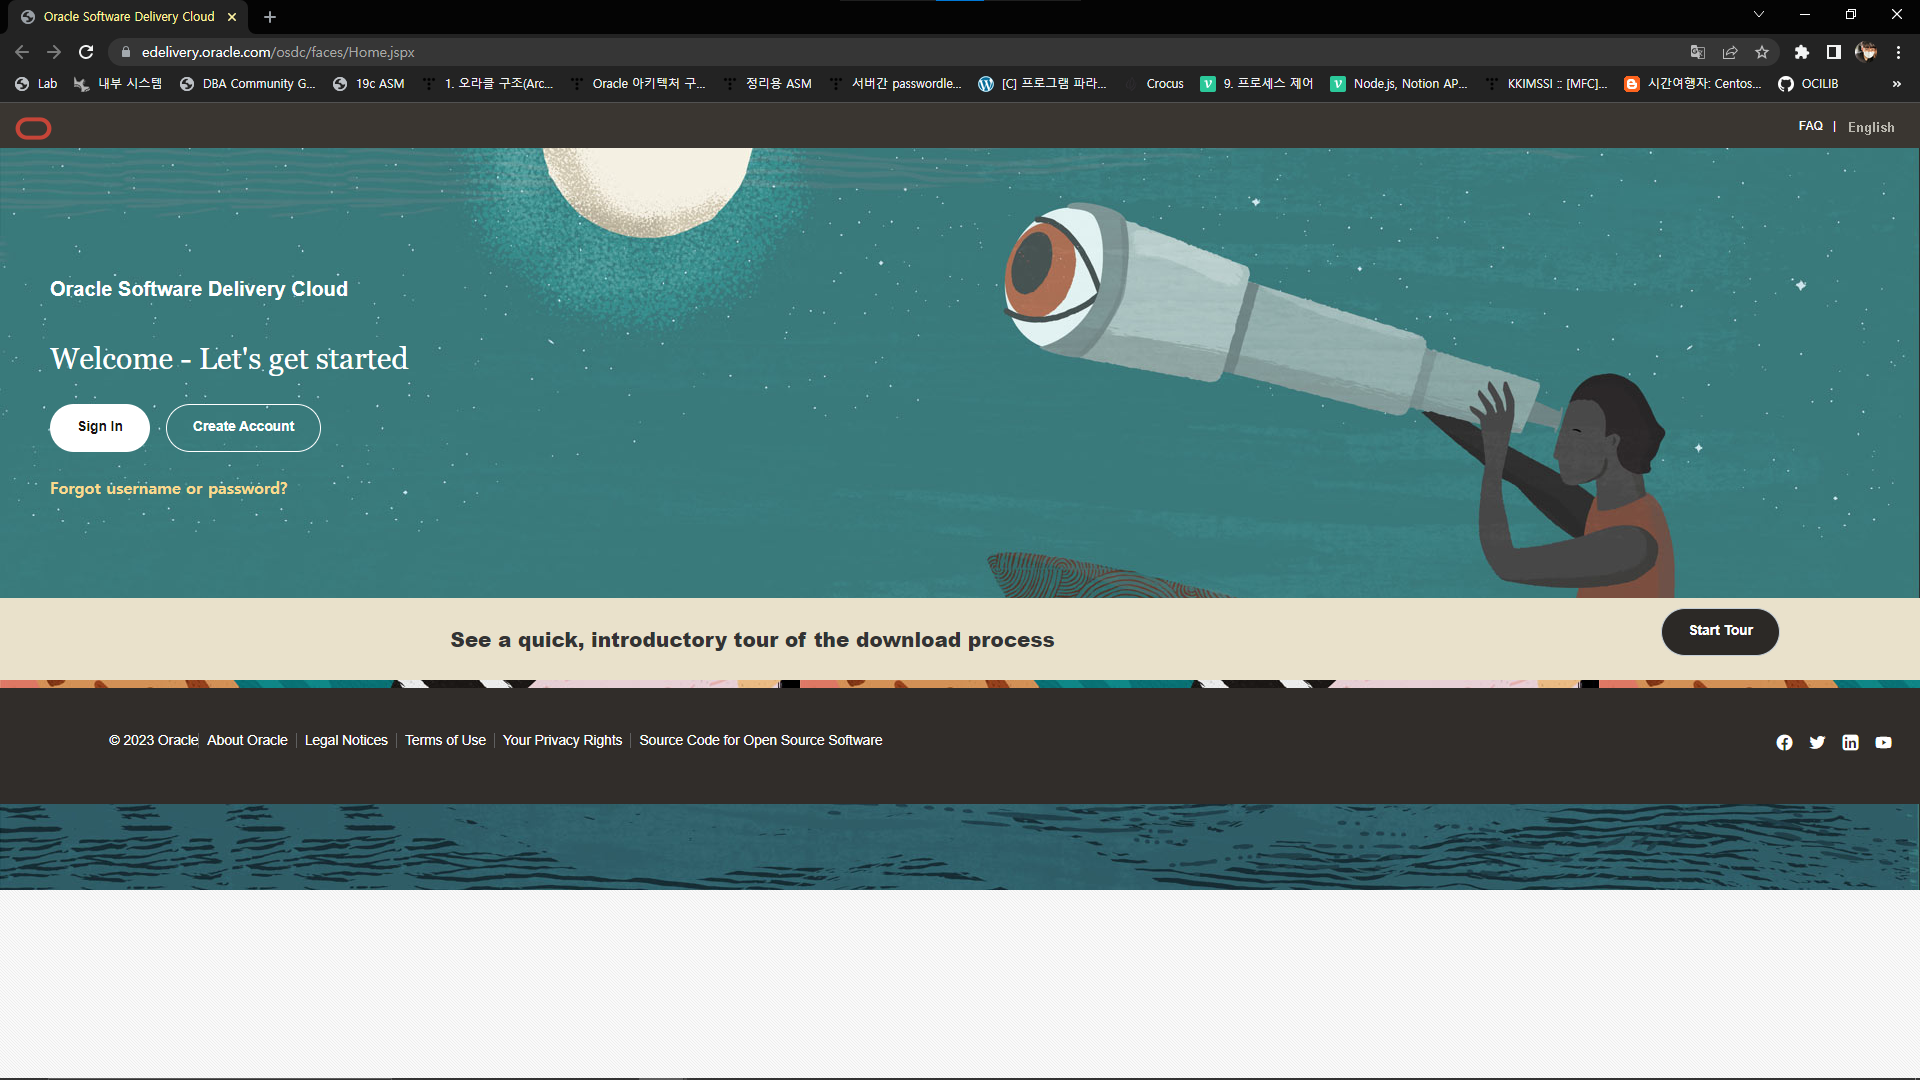 Oracle Software Delivery Cloud
edelivery.oracle.com/osdc/faces/Home.jspx
Lab 내부 시스템 DBA Community G... 19c ASM 1. 오라클 구조(Arc... Oracle 아키텍처 구... 정리용 ASM 서버간 passwordle... [C] 프로그램 파라... Crocus 9. 프로세스 제어 Node.js, Notion AP... KKIMSSI :: [MFC]... 시간여행자: Centos... OCILIB »
FAQ | English
Oracle Software Delivery Cloud
Welcome - Let's get started
Sign In Create Account
Forgot username or password?
See a quick, introductory tour of the download process Start Tour
© 2023 Oracle About Oracle Legal Notices Terms of Use Your Privacy Rights Source Code for Open Source Software